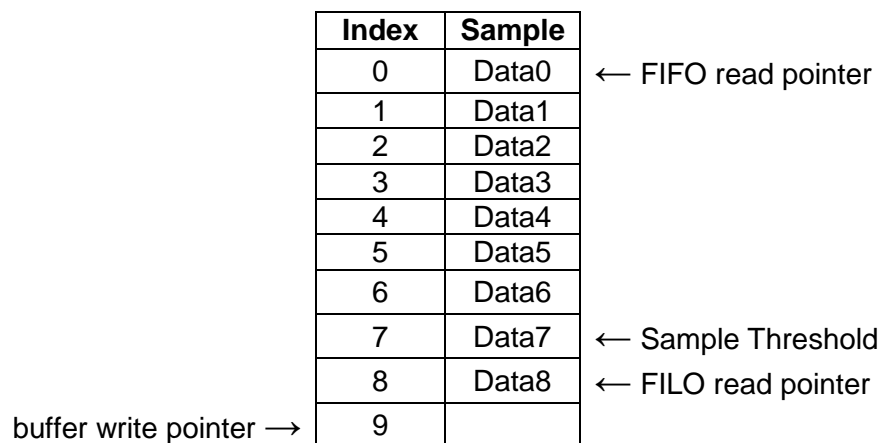 Index Sample
0 Data0 ← FIFO read pointer
1 Data1
2 Data2
3 Data3
4 Data4
5 Data5
6 Data6
7 Data7 ← Sample Threshold
8 Data8 ← FILO read pointer
buffer write pointer → 9